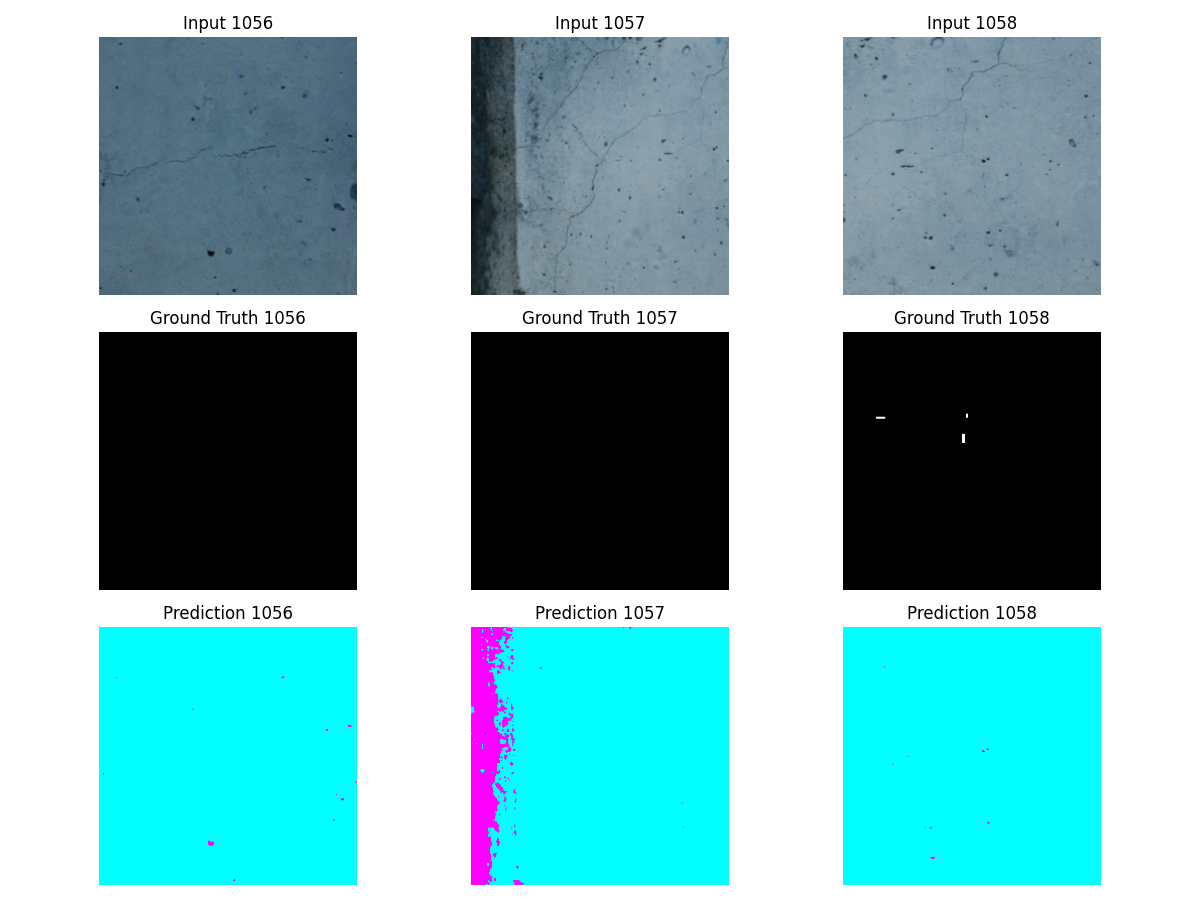 Input 1056
Input 1057
Input 1058
Ground Truth 1056
Ground Truth 1057
Ground Truth 1058
Prediction 1056
Prediction 1057
Prediction 1058